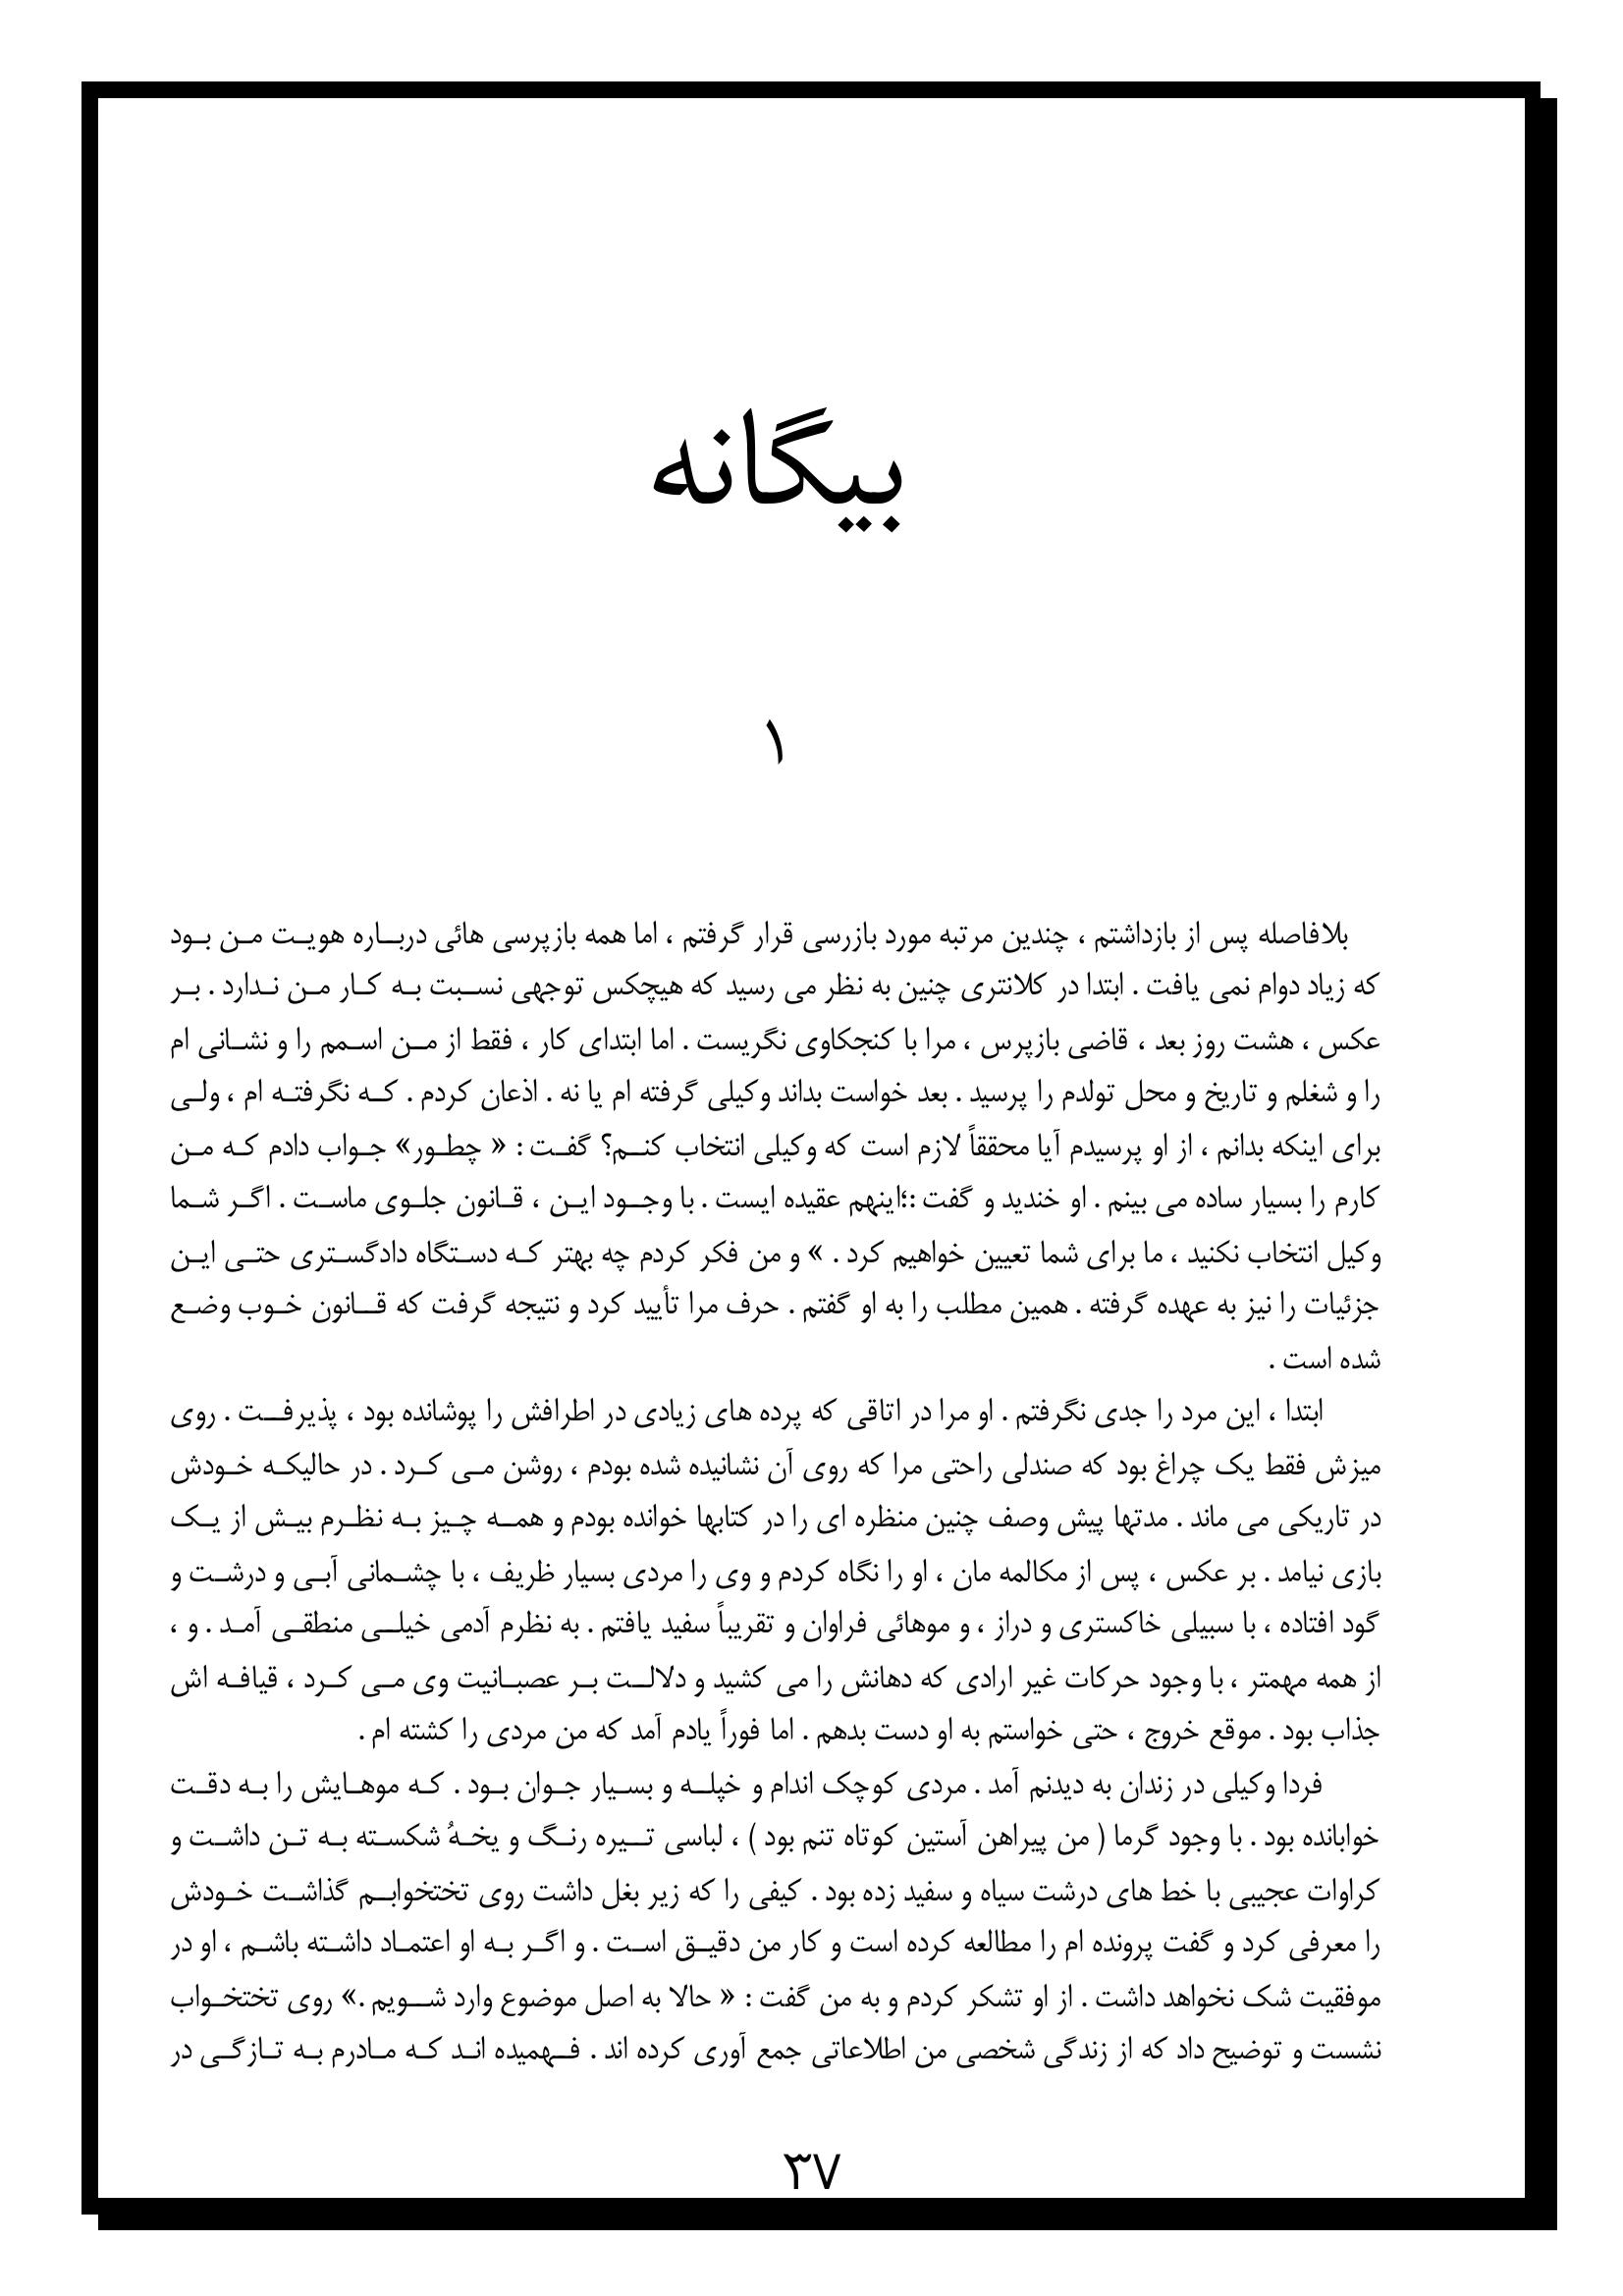 بیگانه
۱
بلافاصله پس از بازداشتم ، چندین مرتبه مورد بازرسی قرار گرفتم ، اما همه بازپرسی هائی درباره هویت من بود
که زیاد دوام نمی یافت . ابتدا در کلانتری چنین به نظر می رسید که هیچکس توجهی نسبت به کار من ندارد . بر
عکس ، هشت روز بعد ، قاضی بازپرس ، مرا با کنجکاوی نگریست . اما ابتدای کار ، فقط از من اسمم را و نشانی ام
را و شغلم و تاریخ و محل تولدم را پرسید . بعد خواست بداند وکیلی گرفته ام یا نه . اذعان کردم . که نگرفته ام ، ولی
برای اینکه بدانم ، از او پرسیدم آیا محققاً لازم است که وکیلی انتخاب کنم؟ گفت : « چطور» جواب دادم که من
کارم را بسیار ساده می بینم . او خندید و گفت :؛اینهم عقیده ایست . با وجود این ، قانون جلوی ماست . اگر شما
وکیل انتخاب نکنید ، ما برای شما تعیین خواهیم کرد . » و من فکر کردم چه بهتر که دستگاه دادگستری حتی این
جزئیات را نیز به عهده گرفته . همین مطلب را به او گفتم . حرف مرا تأیید کرد و نتیجه گرفت که قانون خوب وضع
شده است .
ابتدا ، این مرد را جدی نگرفتم . او مرا در اتاقی که پرده های زیادی در اطرافش را پوشانده بود ، پذیرفت . روی
میزش فقط یک چراغ بود که صندلی راحتی مرا که روی آن نشانیده شده بودم ، روشن می کرد . در حالیکه خودش
در تاریکی می ماند . مدتها پیش وصف چنین منظره ای را در کتابها خوانده بودم و همه چیز به نظرم بیش از یک
بازی نیامد . بر عکس ، پس از مکالمه مان ، او را نگاه کردم و وی را مردی بسیار ظریف ، با چشمانی آبی و درشت و
گود افتاده ، با سبیلی خاکستری و دراز ، و موهائی فراوان و تقریباً سفید یافتم . به نظرم آدمی خیلی منطقی آمد . و ،
از همه مهمتر ، با وجود حرکات غیر ارادی که دهانش را می کشید و دلالت بر عصبانیت وی می کرد ، قیافه اش
جذاب بود . موقع خروج ، حتی خواستم به او دست بدهم . اما فوراً یادم آمد که من مردی را کشته ام .
فردا وکیلی در زندان به دیدنم آمد . مردی کوچک اندام و خپله و بسیار جوان بود . که موهایش را به دقت
خوابانده بود . با وجود گرما ( من پیراهن آستین کوتاه تنم بود ) ، لباسی تیره رنگ و یخهُ شکسته به تن داشت و
کراوات عجیبی با خط های درشت سیاه و سفید زده بود . کیفی را که زیر بغل داشت روی تختخوابم گذاشت خودش
را معرفی کرد و گفت پرونده ام را مطالعه کرده است و کار من دقیق است . و اگر به او اعتماد داشته باشم ، او در
موفقیت شک نخواهد داشت . از او تشکر کردم و به من گفت : « حالا به اصل موضوع وارد شویم .» روی تختخواب
نشست و توضیح داد که از زندگی شخصی من اطلاعاتی جمع آوری کرده اند . فهمیده اند که مادرم به تازگی در
۳۷